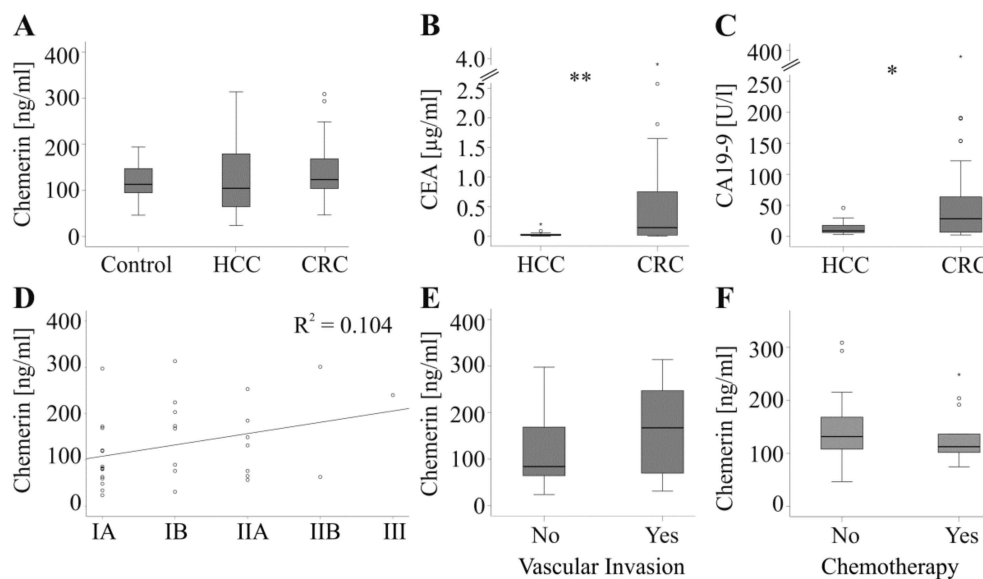 A
Chemerin [ng/ml]
400
300
200
100
0
Control HCC CRC
B
CEA [µg/ml]
4.0
2.5
2.0
1.5
1.0
0.5
0
**
HCC CRC
C
CA19-9 [U/l]
400
250
200
150
100
50
0
*
HCC CRC
D
Chemerin [ng/ml]
400
300
200
100
0
R² = 0.104
IA IB IIA IIB III
E
Chemerin [ng/ml]
400
300
200
100
0
No Yes
Vascular Invasion
F
Chemerin [ng/ml]
300
200
100
0
No Yes
Chemotherapy